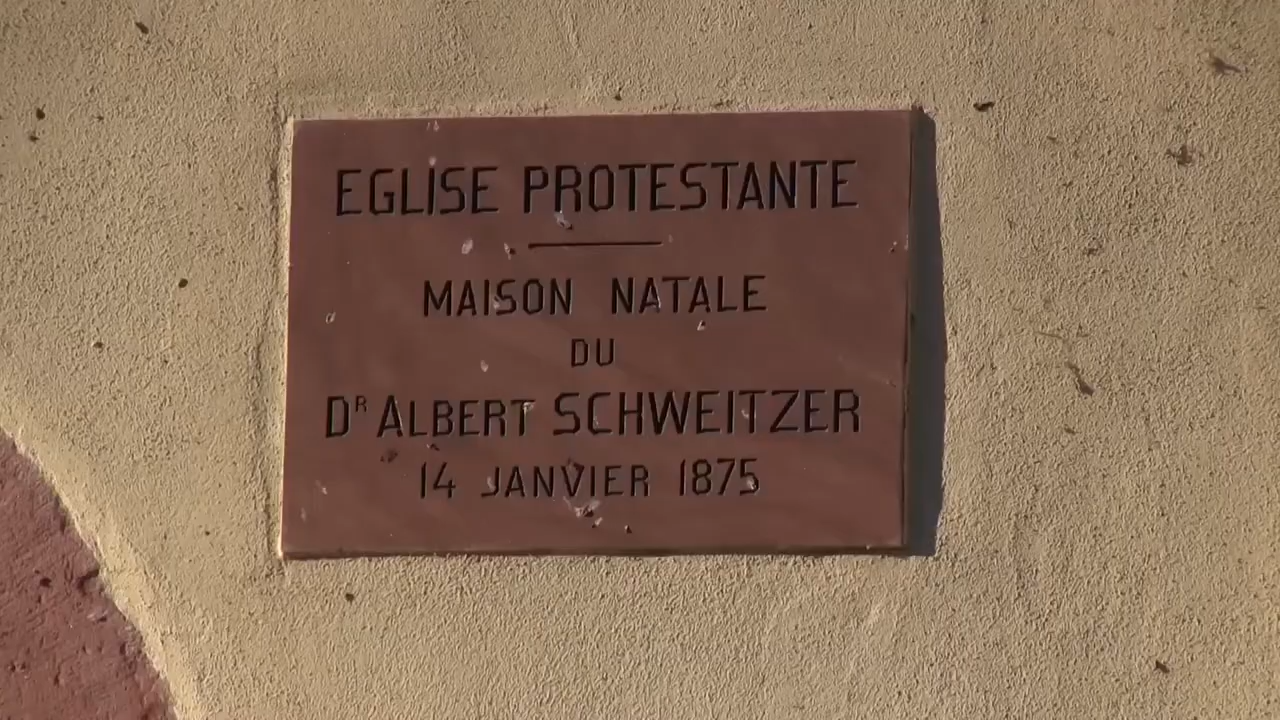 EGLISE PROTESTANTE
MAISON NATALE
DU
DR ALBERT SCHWEITZER
14 JANVIER 1875